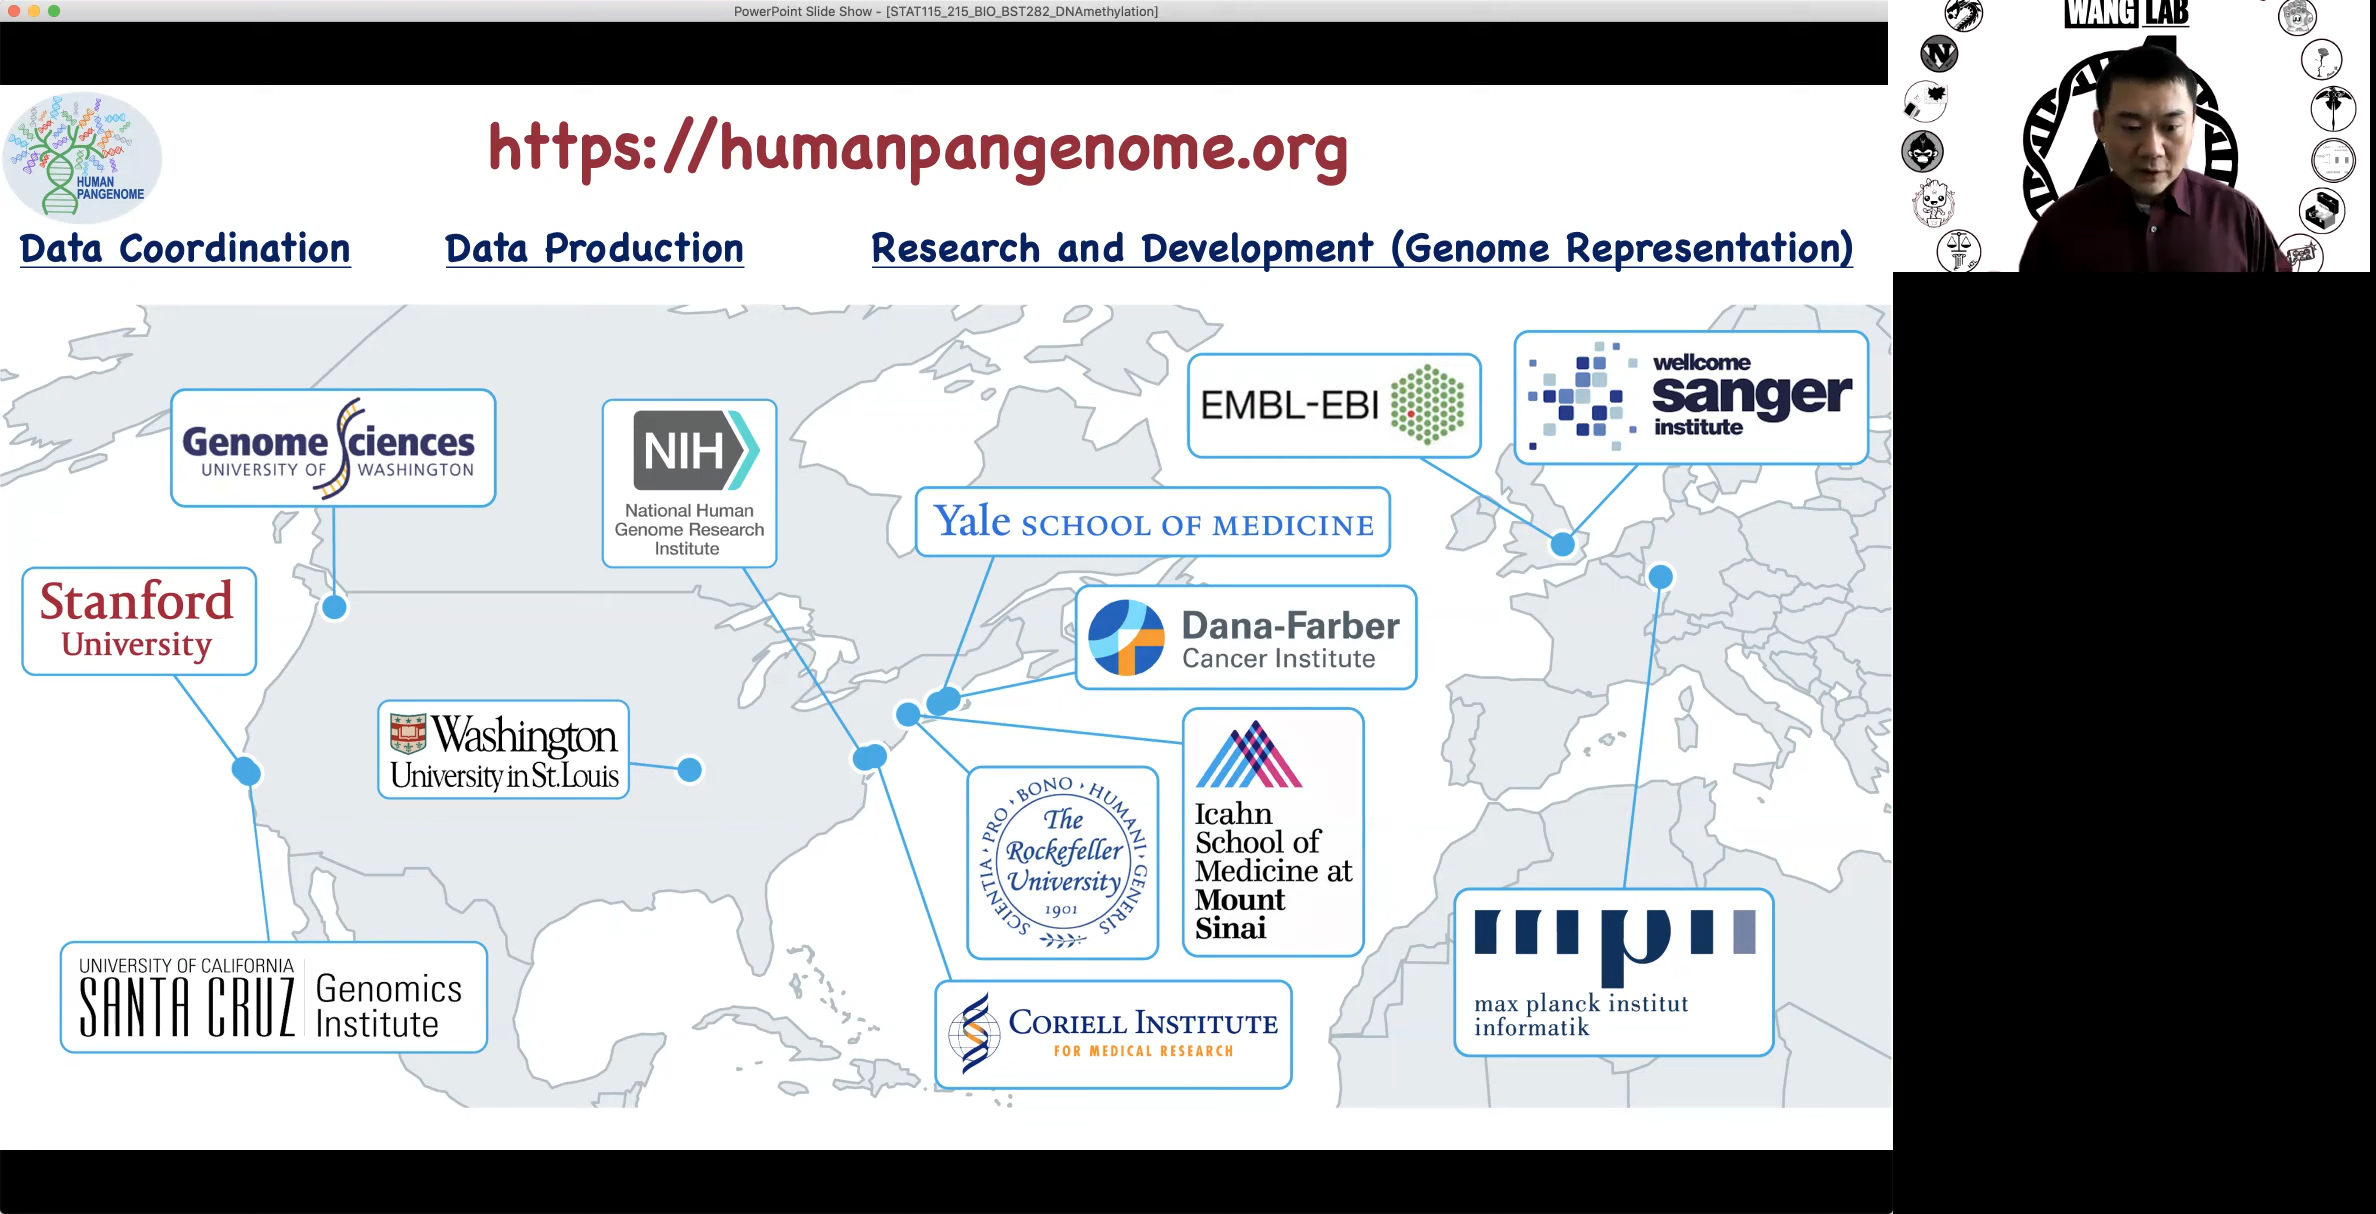 PowerPoint Slide Show - [STAT115_215_BIO_BST282_DNAmethylation]
WANG LAB
HUMAN
PANGENOME
https://humanpangenome.org
Data Coordination
Data Production
Research and Development (Genome Representation)
Genome Sciences
UNIVERSITY OF WASHINGTON
NIH
National Human
Genome Research
Institute
EMBL-EBI
wellcome
sanger
institute
Yale SCHOOL OF MEDICINE
Stanford
University
Dana-Farber
Cancer Institute
Washington
University in St. Louis
SCIENTIA · PRO · BONO · HUMANI · GENERIS
The
Rockefeller
University
1901
Icahn
School of
Medicine at
Mount
Sinai
UNIVERSITY OF CALIFORNIA
SANTA CRUZ
Genomics
Institute
CORIELL INSTITUTE
FOR MEDICAL RESEARCH
mpii
max planck institut
informatik